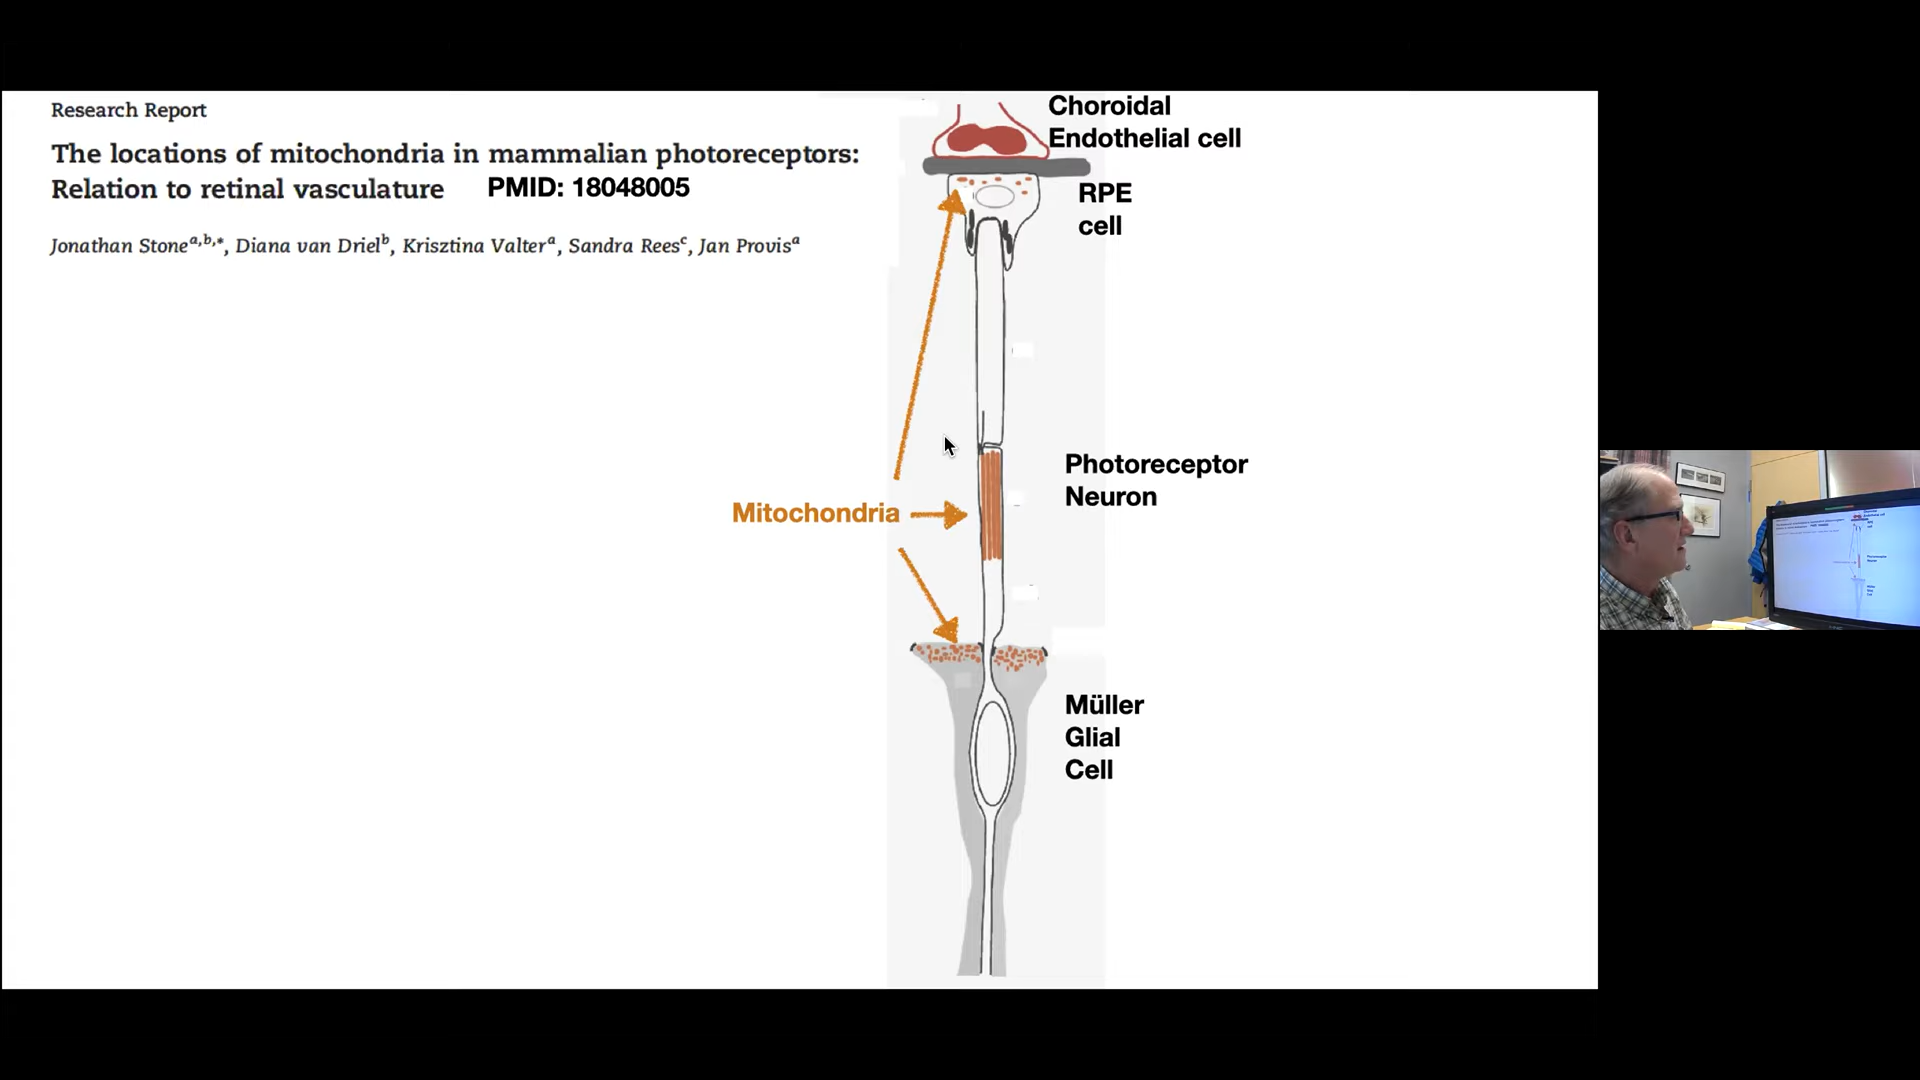 Research Report
The locations of mitochondria in mammalian photoreceptors:
Relation to retinal vasculature PMID: 18048005
Jonathan Stoneᵃ,ᵇ,*, Diana van Drielᵇ, Krisztina Valterᵃ, Sandra Reesᶜ, Jan Provisᵃ
Choroidal
Endothelial cell
RPE
cell
Photoreceptor
Neuron
Mitochondria
Müller
Glial
Cell